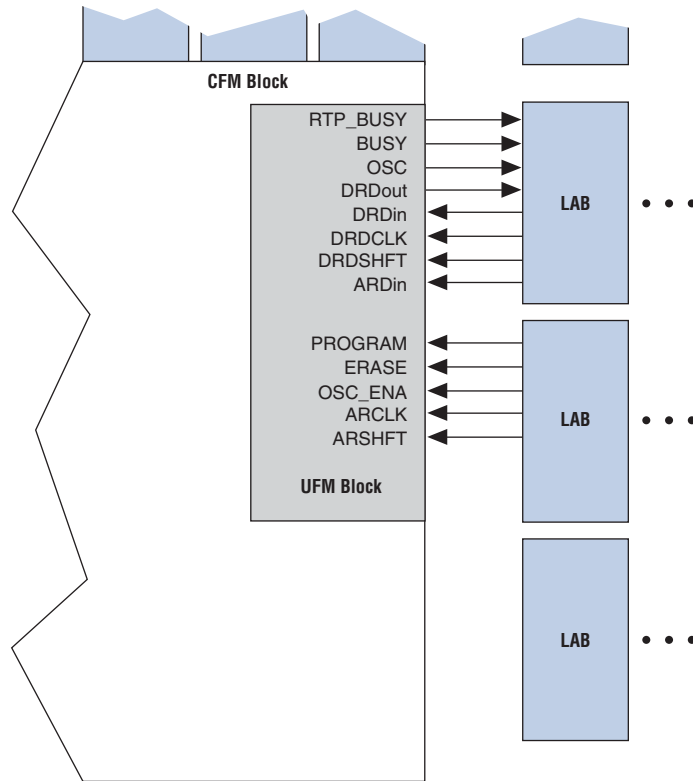 CFM Block
RTP_BUSY
BUSY
OSC
DRDout
DRDin
DRDCLK
DRDSHFT
ARDin
LAB
PROGRAM
ERASE
OSC_ENA
ARCLK
ARSHFT
LAB
UFM Block
LAB